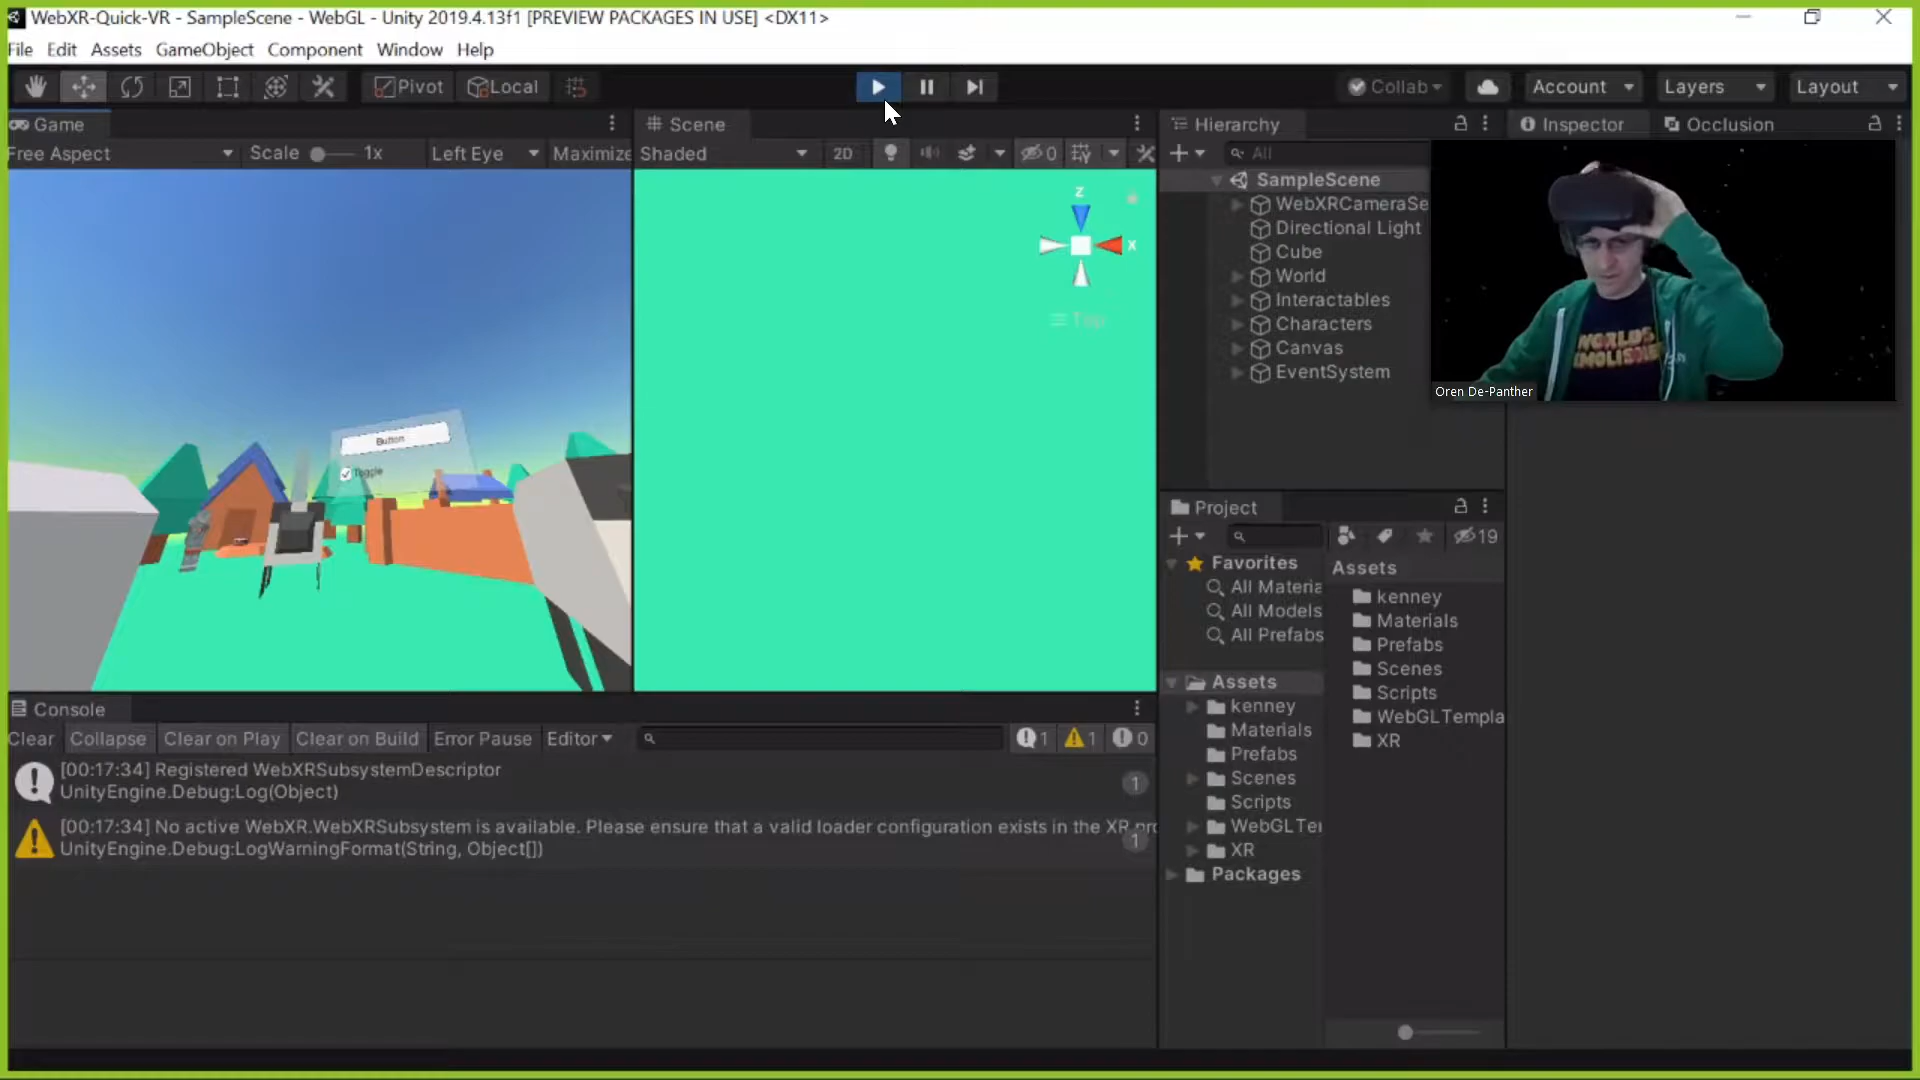 WebXR-Quick-VR - SampleScene - WebGL - Unity 2019.4.13f1 [PREVIEW PACKAGES IN USE] <DX11>
File Edit Assets GameObject Component Window Help
Pivot Local Collab Account Layers Layout
Game Scene Hierarchy Inspector Occlusion
Free Aspect Scale 1x Left Eye Maximize Shaded 2D 0 All
SampleScene
WebXRCameraSe
Directional Light
Cube
World
Interactables
Characters
Canvas
EventSystem
z
x
Top
WORLDS
Oren De-Panther
Button
Toggle
Project
19
Favorites
All Materia
All Models
All Prefabs
Assets
kenney
Materials
Prefabs
Scenes
Scripts
WebGLTe
XR
Packages
Assets
kenney
Materials
Prefabs
Scenes
Scripts
WebGLTempla
XR
Console
Clear Collapse Clear on Play Clear on Build Error Pause Editor 1 1 0
[00:17:34] Registered WebXRSubsystemDescriptor
UnityEngine.Debug:Log(Object)
1
[00:17:34] No active WebXR.WebXRSubsystem is available. Please ensure that a valid loader configuration exists in the XR pro
UnityEngine.Debug:LogWarningFormat(String, Object[])
1